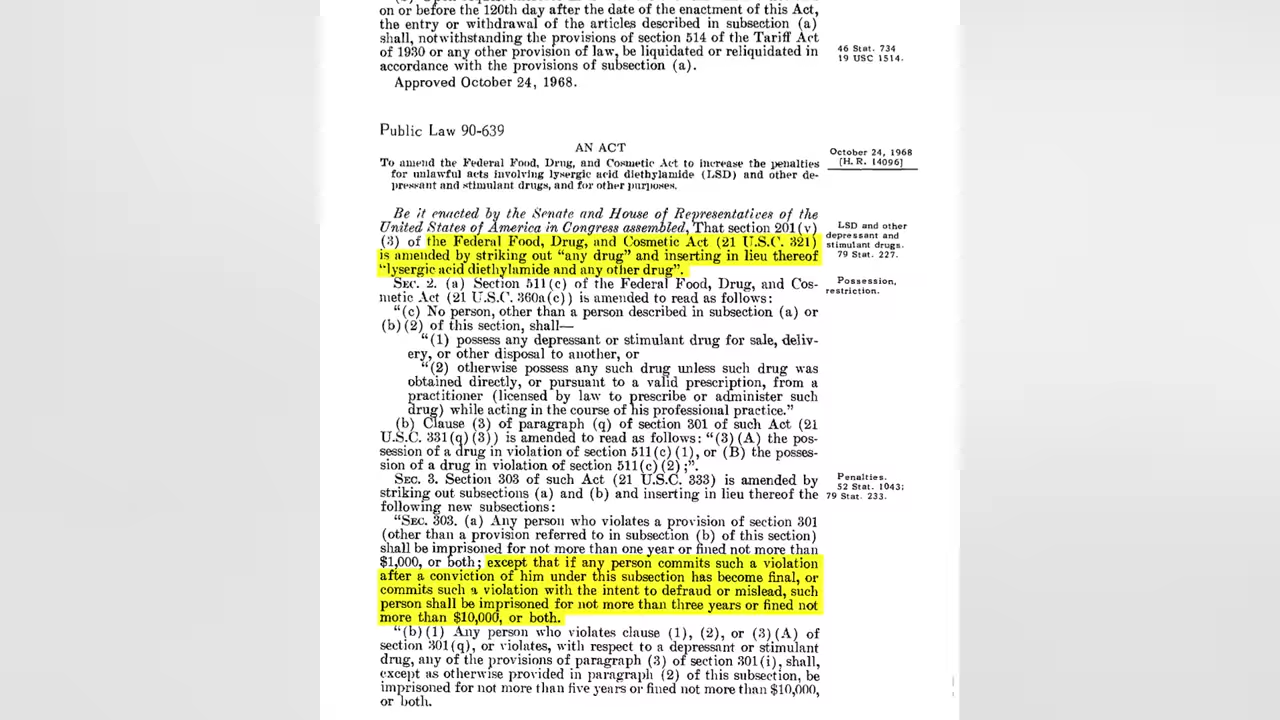 on or before the 120th day after the date of the enactment of this Act,
the entry or withdrawal of the articles described in subsection (a)
shall, notwithstanding the provisions of section 514 of the Tariff Act
of 1930 or any other provision of law, be liquidated or reliquidated in
accordance with the provisions of subsection (a).
Approved October 24, 1968.
46 Stat. 734
19 USC 1514.
Public Law 90-639
AN ACT
To amend the Federal Food, Drug, and Cosmetic Act to increase the penalties
for unlawful acts involving lysergic acid diethylamide (LSD) and other de-
pressant and stimulant drugs, and for other purposes.
October 24, 1968
[H. R. 14096]
Be it enacted by the Senate and House of Representatives of the
United States of America in Congress assembled, That section 201(v)
(3) of the Federal Food, Drug, and Cosmetic Act (21 U.S.C. 321)
is amended by striking out "any drug" and inserting in lieu thereof
"lysergic acid diethylamide and any other drug".
LSD and other
depressant and
stimulant drugs.
79 Stat. 227.
SEC. 2. (a) Section 511(c) of the Federal Food, Drug, and Cos-
metic Act (21 U.S.C. 360a(c)) is amended to read as follows:
Possession,
restriction.
"(c) No person, other than a person described in subsection (a) or
(b)(2) of this section, shall—
"(1) possess any depressant or stimulant drug for sale, deliv-
ery, or other disposal to another, or
"(2) otherwise possess any such drug unless such drug was
obtained directly, or pursuant to a valid prescription, from a
practitioner (licensed by law to prescribe or administer such
drug) while acting in the course of his professional practice."
(b) Clause (3) of paragraph (q) of section 301 of such Act (21
U.S.C. 331(q)(3)) is amended to read as follows: "(3)(A) the pos-
session of a drug in violation of section 511(c)(1), or (B) the posses-
sion of a drug in violation of section 511(c)(2);".
SEC. 3. Section 303 of such Act (21 U.S.C. 333) is amended by
striking out subsections (a) and (b) and inserting in lieu thereof the
following new subsections:
Penalties.
52 Stat. 1043;
79 Stat. 233.
"SEC. 303. (a) Any person who violates a provision of section 301
(other than a provision referred to in subsection (b) of this section)
shall be imprisoned for not more than one year or fined not more than
$1,000, or both; except that if any person commits such a violation
after a conviction of him under this subsection has become final, or
commits such a violation with the intent to defraud or mislead, such
person shall be imprisoned for not more than three years or fined not
more than $10,000, or both.
"(b)(1) Any person who violates clause (1), (2), or (3)(A) of
section 301(q), or violates, with respect to a depressant or stimulant
drug, any of the provisions of paragraph (3) of section 301(i), shall,
except as otherwise provided in paragraph (2) of this subsection, be
imprisoned for not more than five years or fined not more than $10,000,
or both.